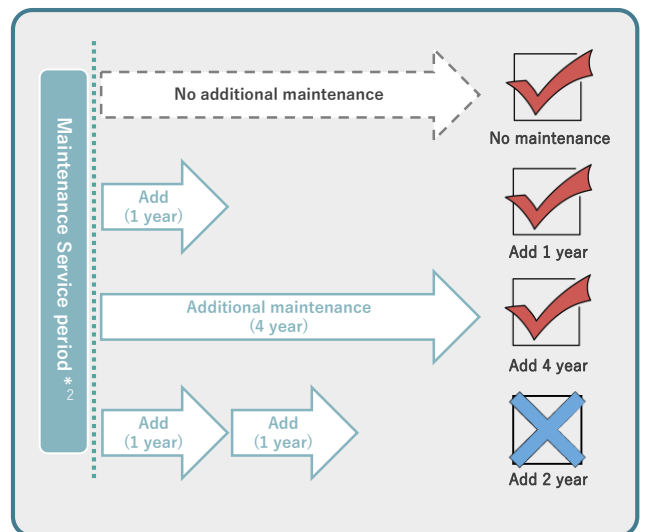 Maintenance Service period *2
No additional maintenance
No maintenance
Add
(1 year)
Add 1 year
Additional maintenance
(4 year)
Add 4 year
Add
(1 year)
Add
(1 year)
Add 2 year